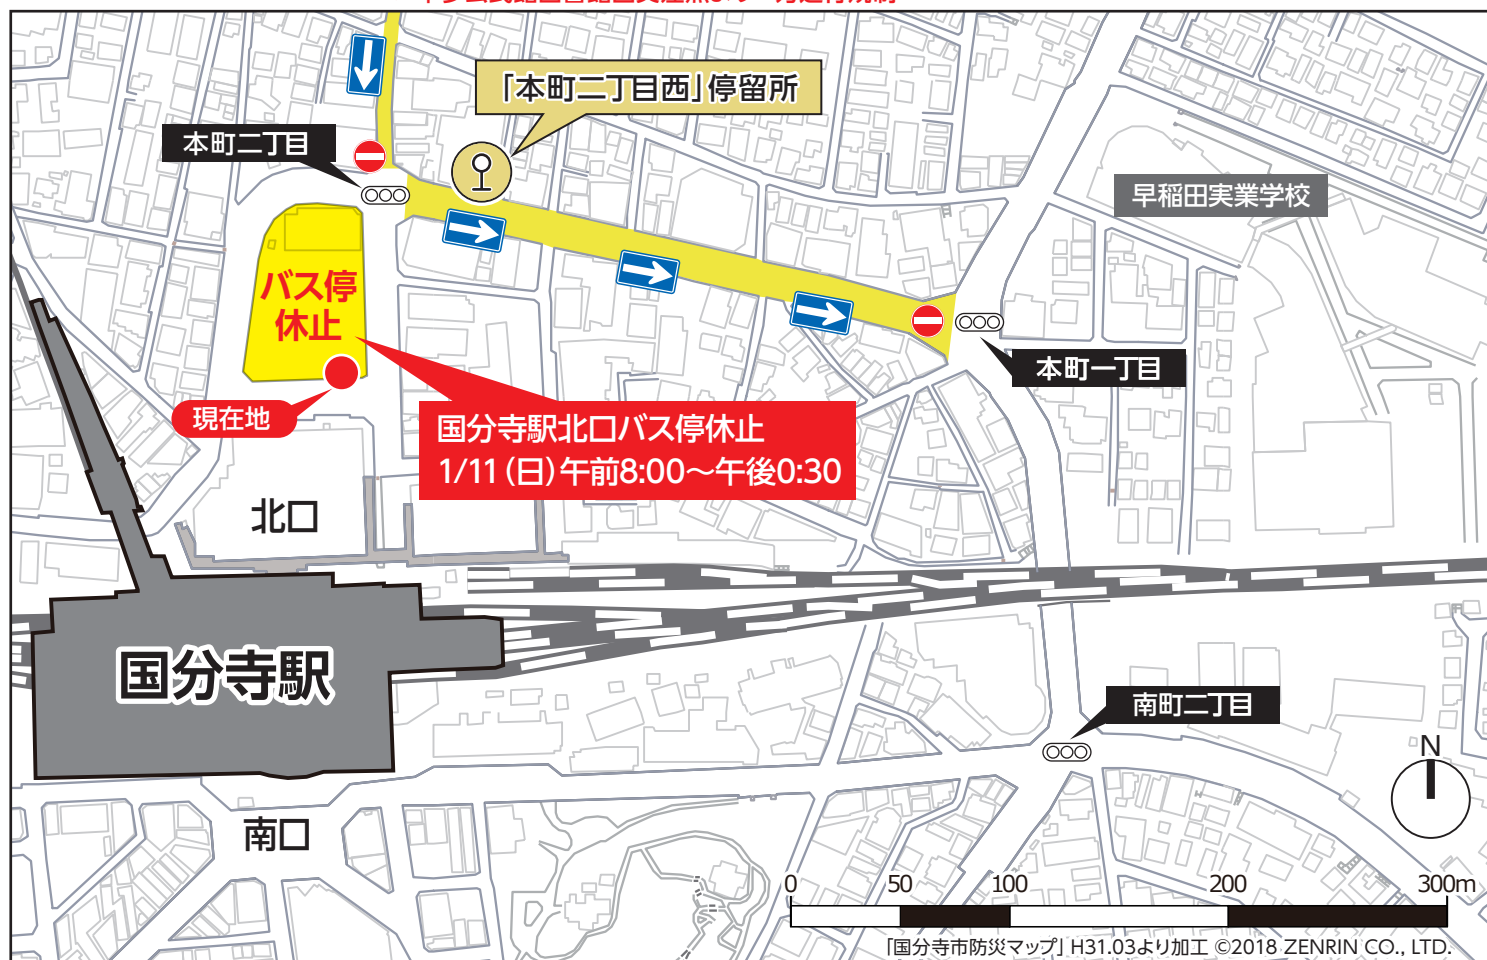 「本町二丁目西」停留所
本町二丁目
早稲田実業学校
バス停
休止
本町一丁目
現在地
国分寺駅北口バス停休止
1/11(日)午前8:00〜午後0:30
北口
国分寺駅
南町二丁目
N
南口
0 50 100 200 300m
「国分寺市防災マップ」H31.03より加工 ©2018 ZENRIN CO., LTD.